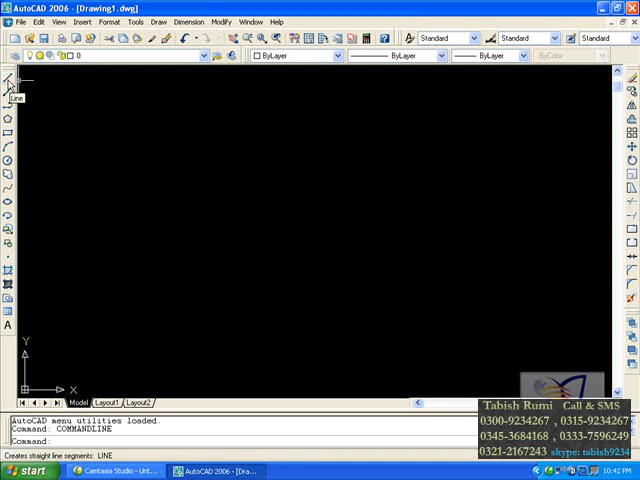 AutoCAD 2006 - [Drawing1.dwg]
File Edit View Insert Format Tools Draw Dimension Modify Window Help
Standard Standard Standard
0 ByLayer ByLayer ByLayer ByColor
Line
A
Y
X
Model Layout1 Layout2
AutoCAD menu utilities loaded.
Command: COMMANDLINE
Command:
Creates straight line segments: LINE
Tabish Rumi Call & SMS
0300-9234267 , 0315-9234267
0345-3684168 , 0333-7596249
0321-2167243 skype: tabish9234
start Camtasia Studio - Unt... AutoCAD 2006 - [Draw... 10:42 PM